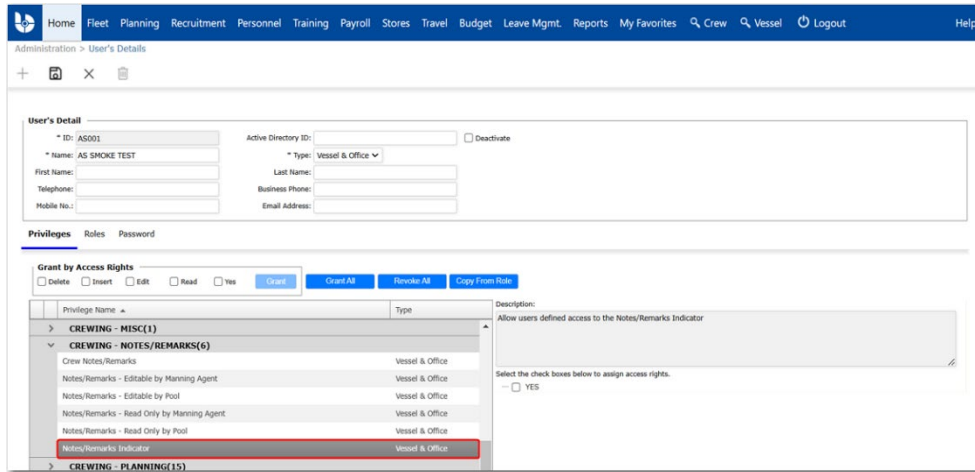 Home Fleet Planning Recruitment Personnel Training Payroll Stores Travel Budget Leave Mgmt. Reports My Favorites Crew Vessel Logout Help
Administration > User's Details
User's Detail
* ID: AS001 Active Directory ID: Deactivate
* Name: AS SMOKE TEST * Type: Vessel & Office
First Name: Last Name:
Telephone: Business Phone:
Mobile No.: Email Address:
Privileges Roles Password
Grant by Access Rights
Delete Insert Edit Read Yes Grant Grant All Revoke All Copy From Role
Privilege Name Type
Description:
Allow users defined access to the Notes/Remarks Indicator
CREWING - MISC(1)
CREWING - NOTES/REMARKS(6)
Crew Notes/Remarks Vessel & Office
Notes/Remarks - Editable by Manning Agent Vessel & Office
Select the check boxes below to assign access rights.
YES
Notes/Remarks - Editable by Pool Vessel & Office
Notes/Remarks - Read Only by Manning Agent Vessel & Office
Notes/Remarks - Read Only by Pool Vessel & Office
Notes/Remarks Indicator Vessel & Office
CREWING - PLANNING(15)